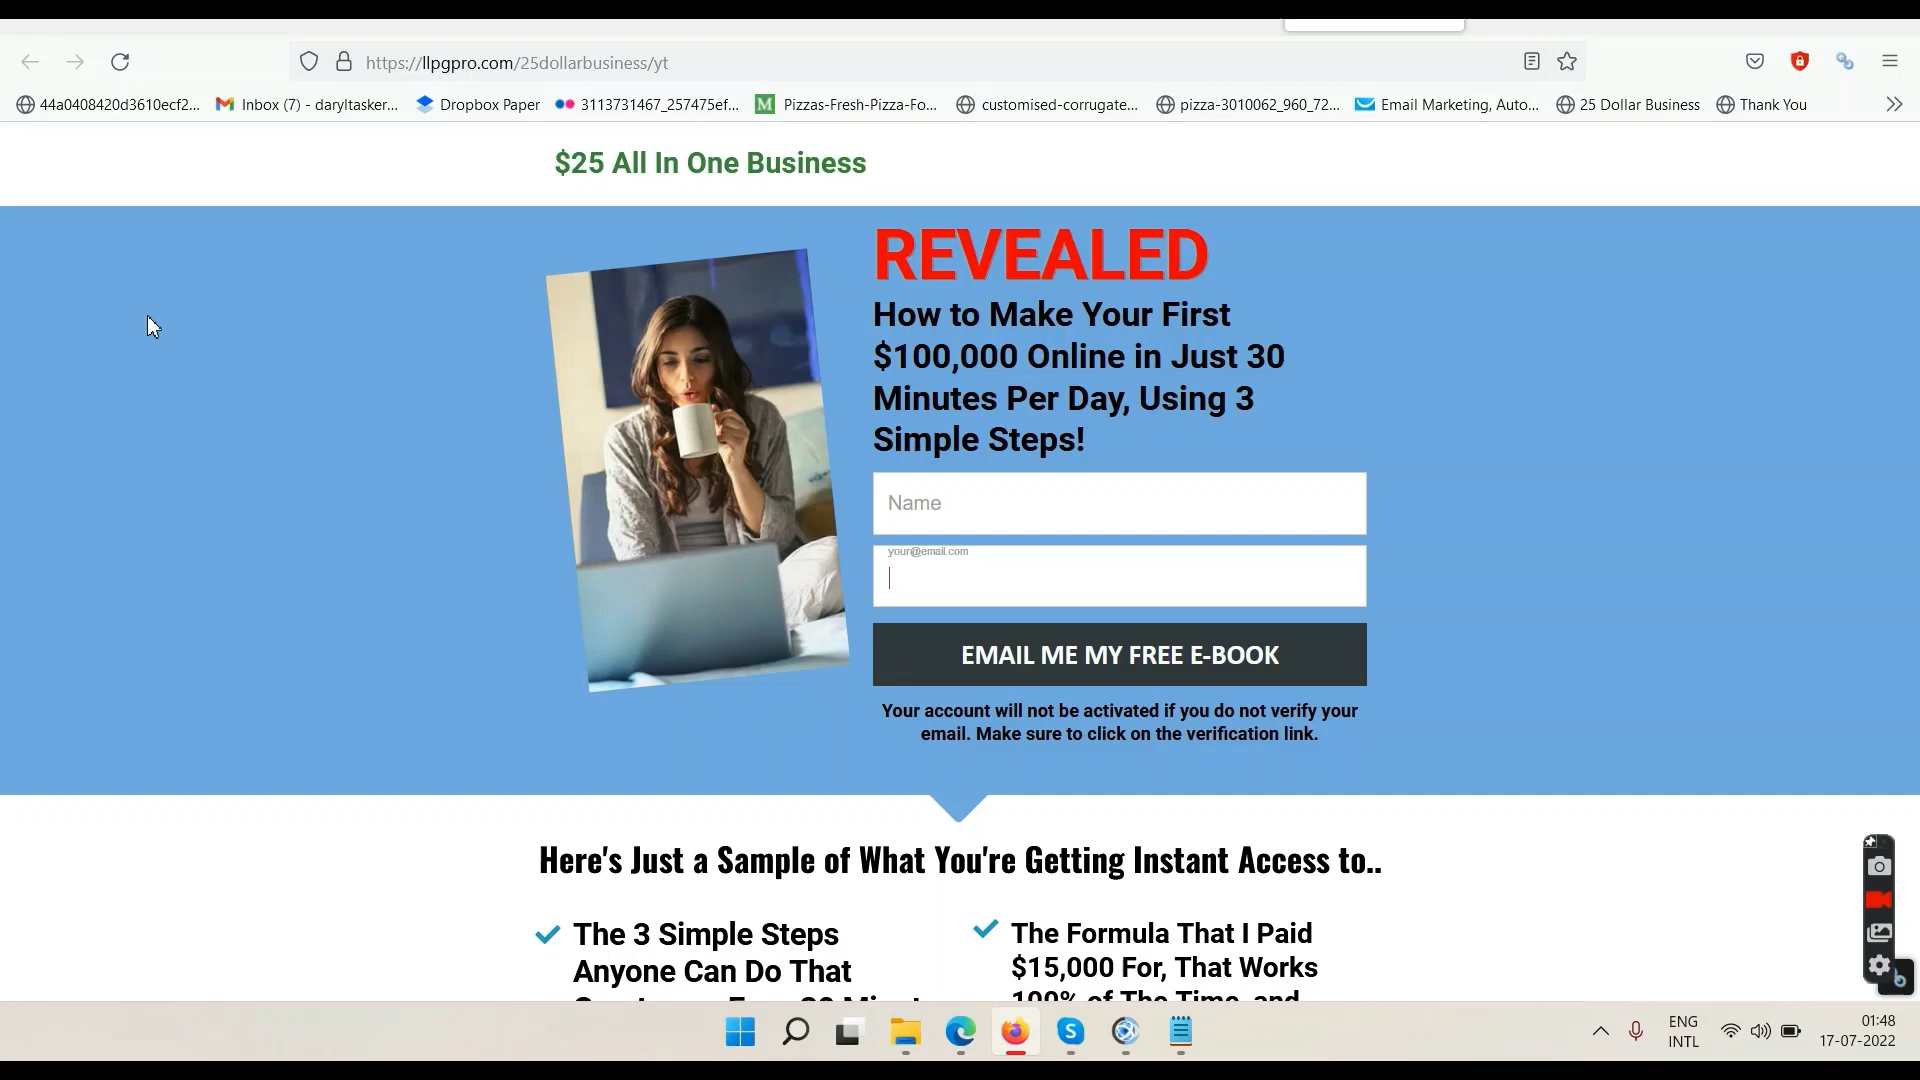 https://llpgpro.com/25dollarbusiness/yt
44a0408420d3610ecf2... Inbox (7) - daryltasker... Dropbox Paper 3113731467_257475ef... M Pizzas-Fresh-Pizza-Fo... customised-corrugate... pizza-3010062_960_72... Email Marketing, Auto... 25 Dollar Business Thank You
$25 All In One Business
REVEALED
How to Make Your First
$100,000 Online in Just 30
Minutes Per Day, Using 3
Simple Steps!
Name
your@email.com
EMAIL ME MY FREE E-BOOK
Your account will not be activated if you do not verify your
email. Make sure to click on the verification link.
Here's Just a Sample of What You're Getting Instant Access to..
The 3 Simple Steps
Anyone Can Do That
The Formula That I Paid
$15,000 For, That Works
100% of The Time, and
ENG
INTL
01:48
17-07-2022